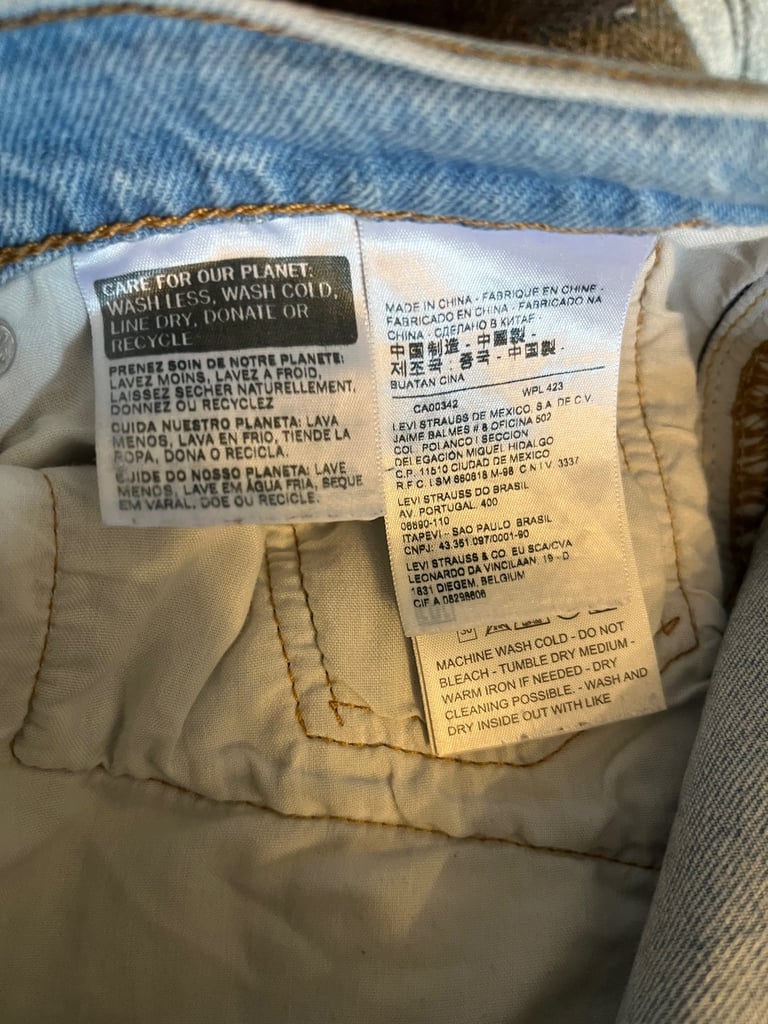 CARE FOR OUR PLANET:
WASH LESS, WASH COLD,
LINE DRY, DONATE OR
RECYCLE
PRENEZ SOIN DE NOTRE PLANETE:
LAVEZ MOINS, LAVEZ A FROID,
LAISSEZ SECHER NATURELLEMENT,
DONNEZ OU RECYCLEZ
CUIDA NUESTRO PLANETA: LAVA
MENOS, LAVA EN FRIO, TIENDE LA
ROPA, DONA O RECICLA.
CUIDE DO NOSSO PLANETA: LAVE
MENOS, LAVE EM ÁGUA FRIA, SEQUE
EM VARAL, DOE OU RECICLE.
MADE IN CHINA - FABRIQUE EN CHINE -
FABRICADO EN CHINA - FABRICADO NA
CHINA - СДЕЛАНО В КИТАЕ -
中国制造 - 中國製 -
제조국 : 중국 - 中国製 -
BUATAN CINA
CA00342 WPL 423
LEVI STRAUSS DE MEXICO, S.A. DE C.V.
JAIME BALMES # 8 OFICINA 502
COL. POLANCO I SECCION
DELEGACIÓN MIGUEL HIDALGO
C.P. 11510 CIUDAD DE MEXICO
R.F.C. LSM 860618 M-98 C N I V. 3337
LEVI STRAUSS DO BRASIL
AV. PORTUGAL, 400
06690-110
ITAPEVI - SAO PAULO BRASIL
CNPJ: 43.351.097/0001-90
LEVI STRAUSS & CO. EU SCA/CVA
LEONARDO DA VINCILAAN, 19 - D
1831 DIEGEM, BELGIUM
CIF A 08298606
30
MACHINE WASH COLD - DO NOT
BLEACH - TUMBLE DRY MEDIUM -
WARM IRON IF NEEDED - DRY
CLEANING POSSIBLE. - WASH AND
DRY INSIDE OUT WITH LIKE